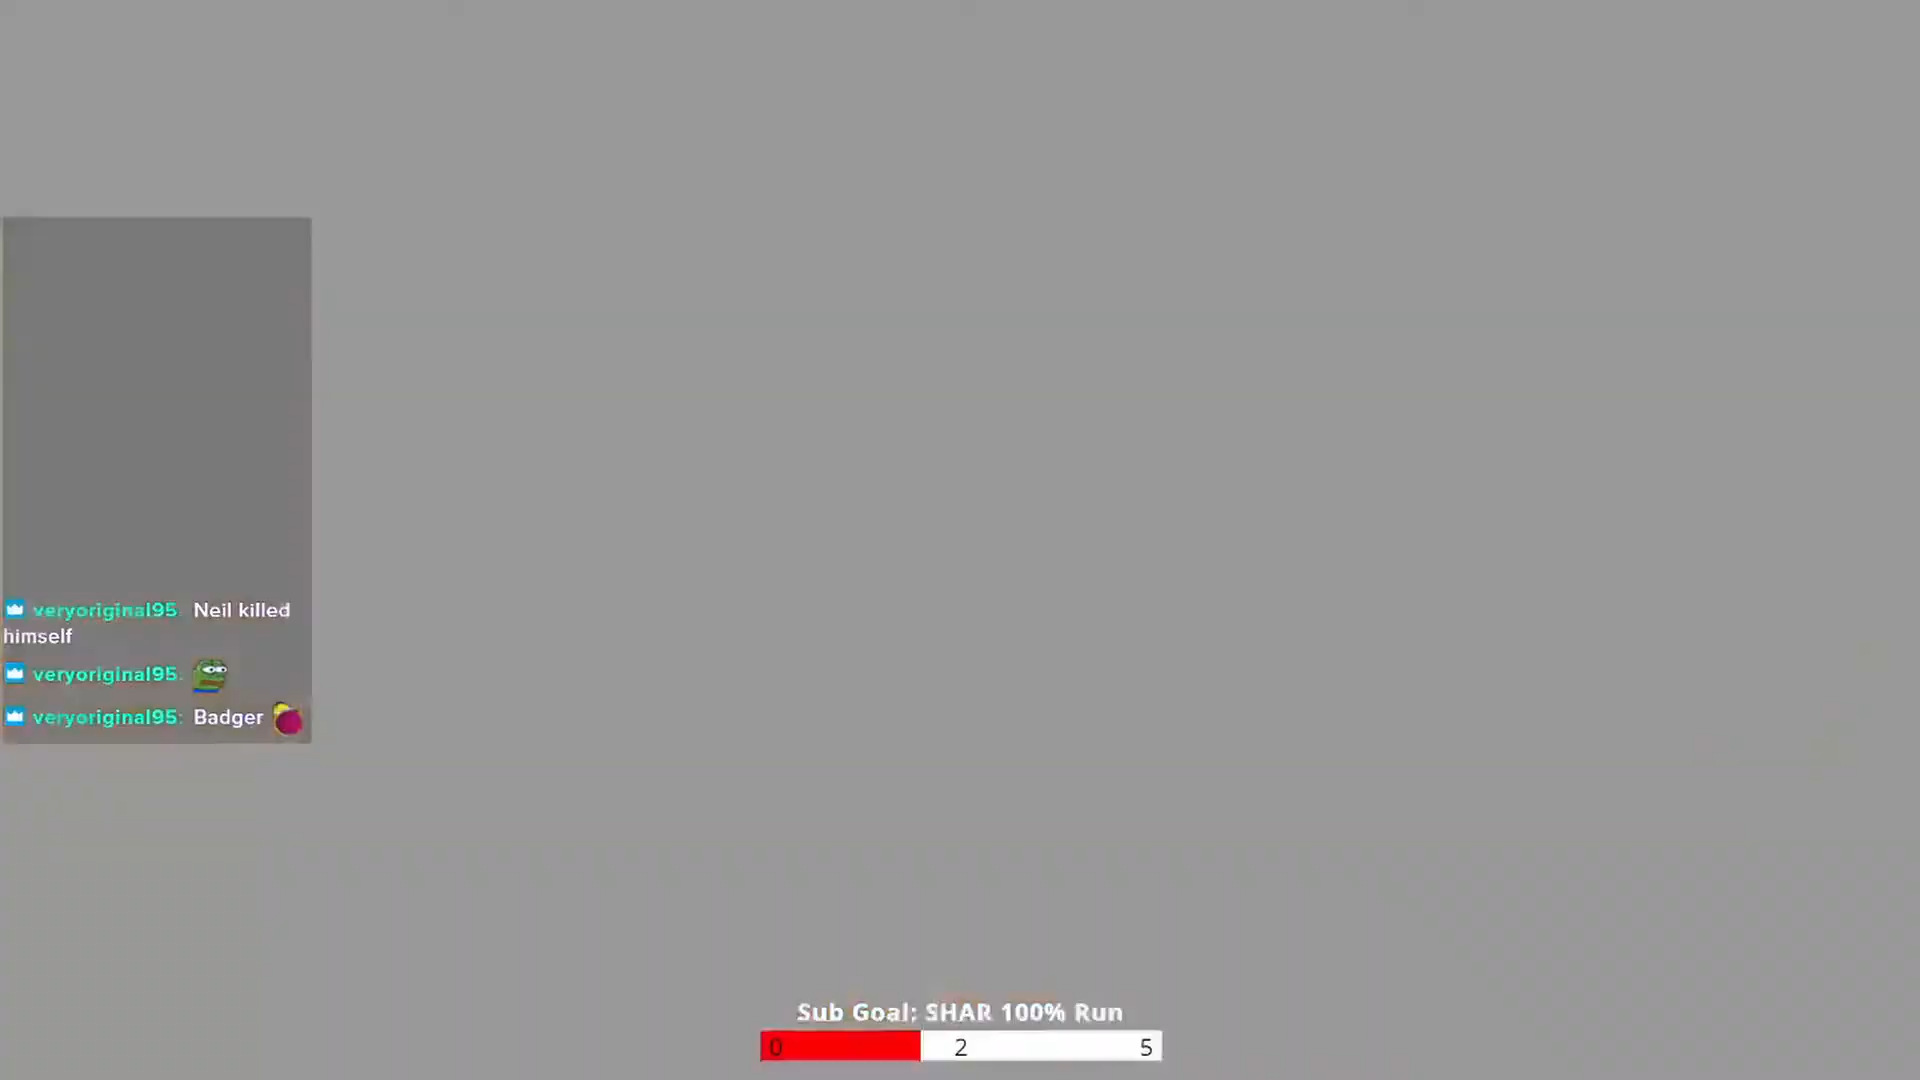 veryoriginal95: Neil killed
himself
veryoriginal95:
veryoriginal95: Badger
Sub Goal: SHAR 100% Run
0 2 5